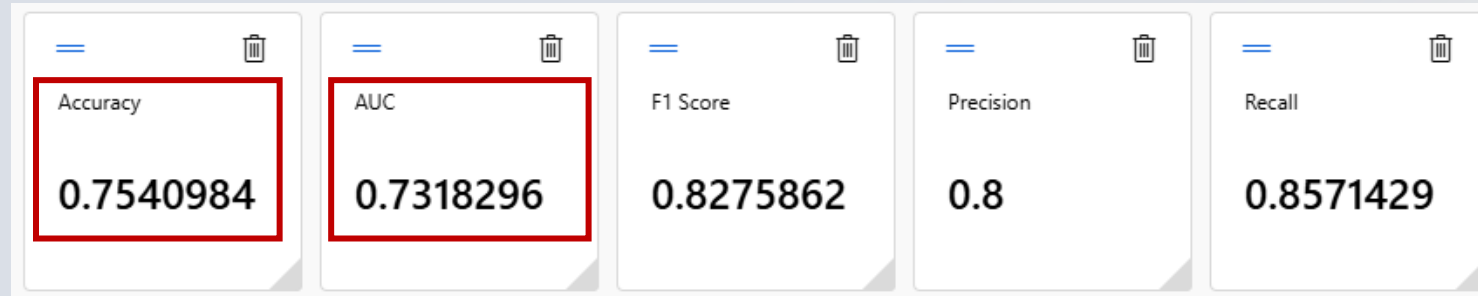 Accuracy
0.7540984
AUC
0.7318296
F1 Score
0.8275862
Precision
0.8
Recall
0.8571429